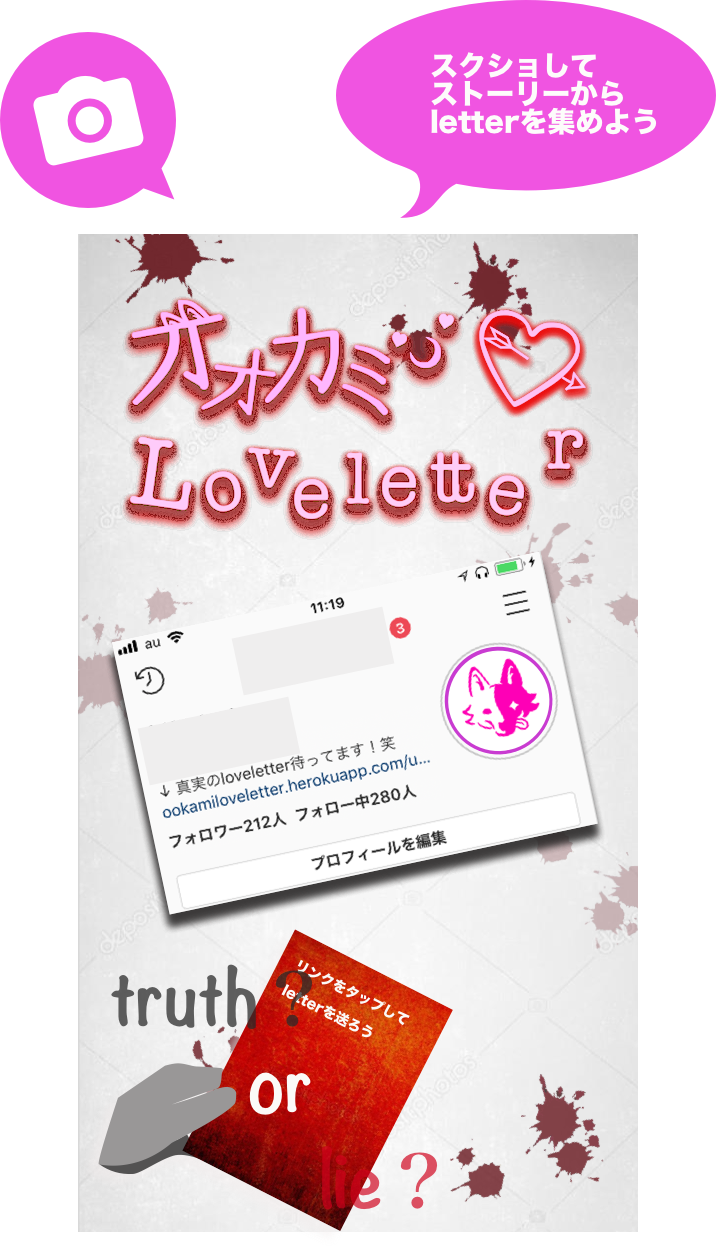 スクショして
ストーリーから
letterを集めよう
オオカミ
Loveletter
11:19
au
3
↓ 真実のloveletter待ってます！笑
ookamiloveletter.herokuapp.com/u...
フォロワー212人 フォロー中280人
プロフィールを編集
リンクをタップして
letterを送ろう
truth ?
or
lie ?
depositphotos